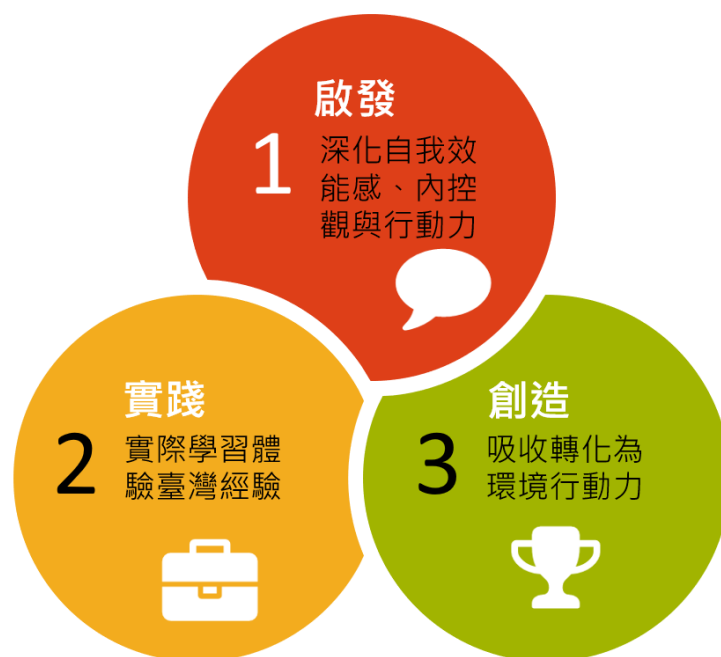 啟發
1
深化自我效
能感、內控
觀與行動力
實踐
2
實際學習體
驗臺灣經驗
創造
3
吸收轉化為
環境行動力